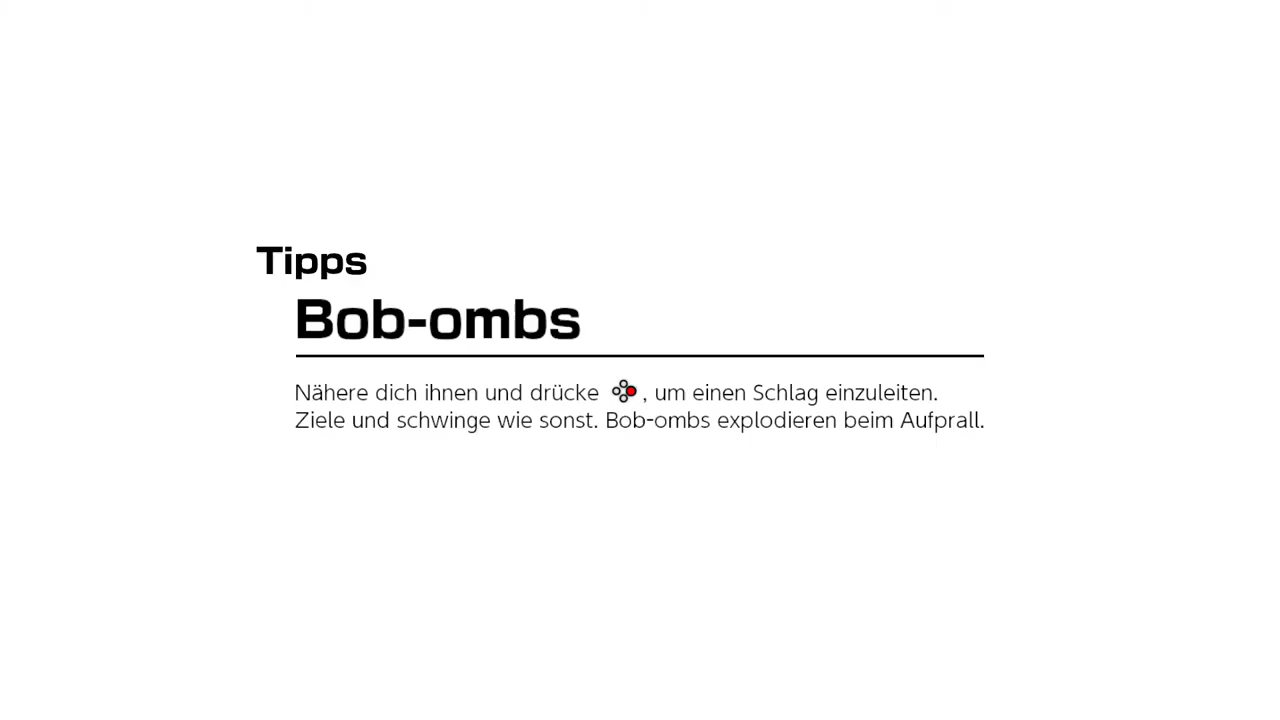 Tipps
Bob-ombs
Nähere dich ihnen und drücke , um einen Schlag einzuleiten.
Ziele und schwinge wie sonst. Bob-ombs explodieren beim Aufprall.